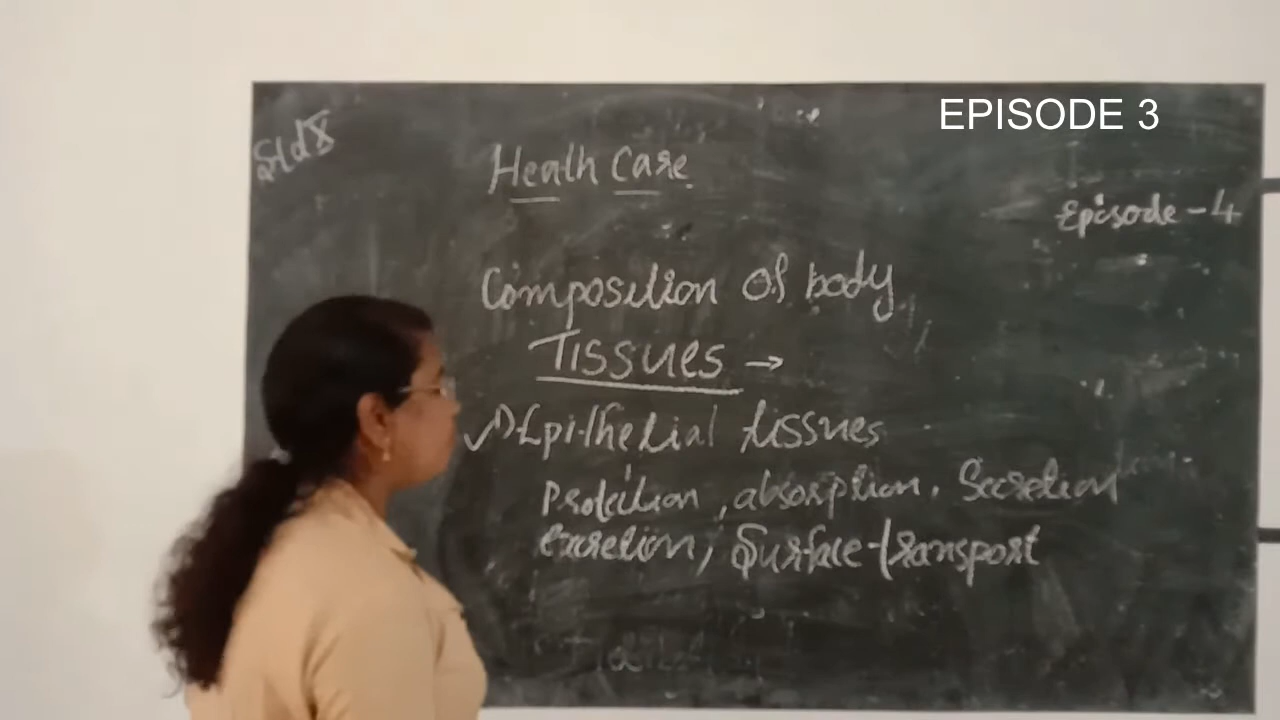 EPISODE 3
Std X
Health Care
Episode - 4
Composition of body
Tissues →
1) Epithelial tissues
Protection, absorption, Secretion
excretion, Surface transport